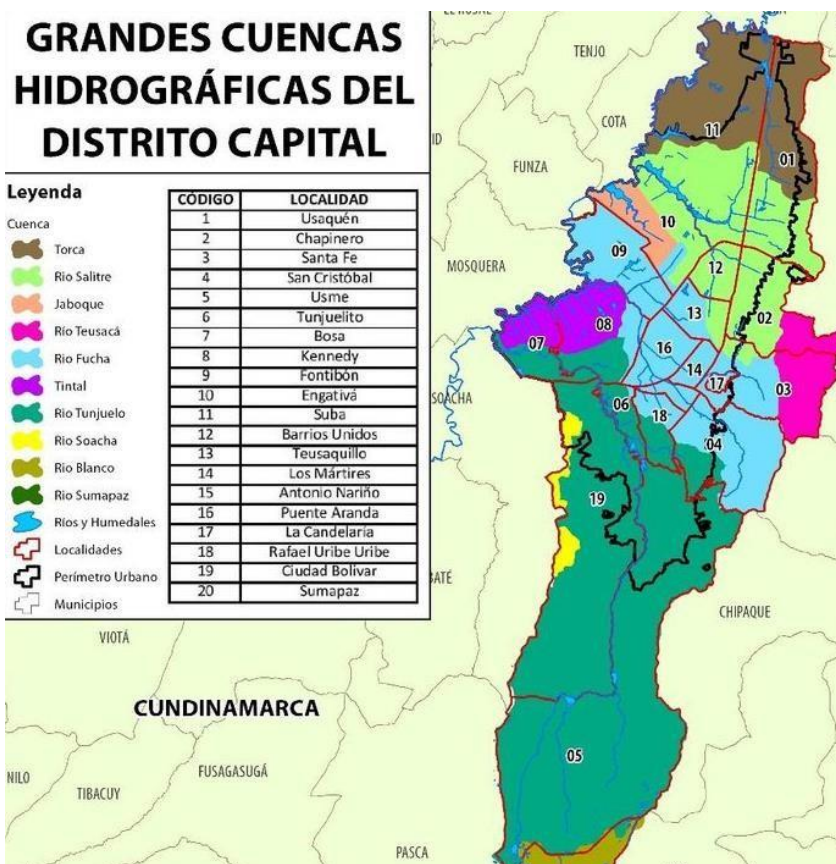 GRANDES CUENCAS
HIDROGRÁFICAS DEL
DISTRITO CAPITAL
Leyenda
Cuenca
Torca
Rio Salitre
Jaboque
Río Teusacá
Rio Fucha
Tintal
Rio Tunjuelo
Rio Soacha
Rio Blanco
Rio Sumapaz
Ríos y Humedales
Localidades
Perímetro Urbano
Municipios
CÓDIGO LOCALIDAD
1 Usaquén
2 Chapinero
3 Santa Fe
4 San Cristóbal
5 Usme
6 Tunjuelito
7 Bosa
8 Kennedy
9 Fontibón
10 Engativá
11 Suba
12 Barrios Unidos
13 Teusaquillo
14 Los Mártires
15 Antonio Nariño
16 Puente Aranda
17 La Candelaria
18 Rafael Uribe Uribe
19 Ciudad Bolivar
20 Sumapaz
TENJO
COTA
11
01
FUNZA
10
09
MOSQUERA
12
02
13
08
07
16
14
17
03
06
SOACHA
18
04
19
BATÉ
CHIPAQUE
VIOTÁ
CUNDINAMARCA
05
NILO
FUSAGASUGÁ
TIBACUY
PASCA